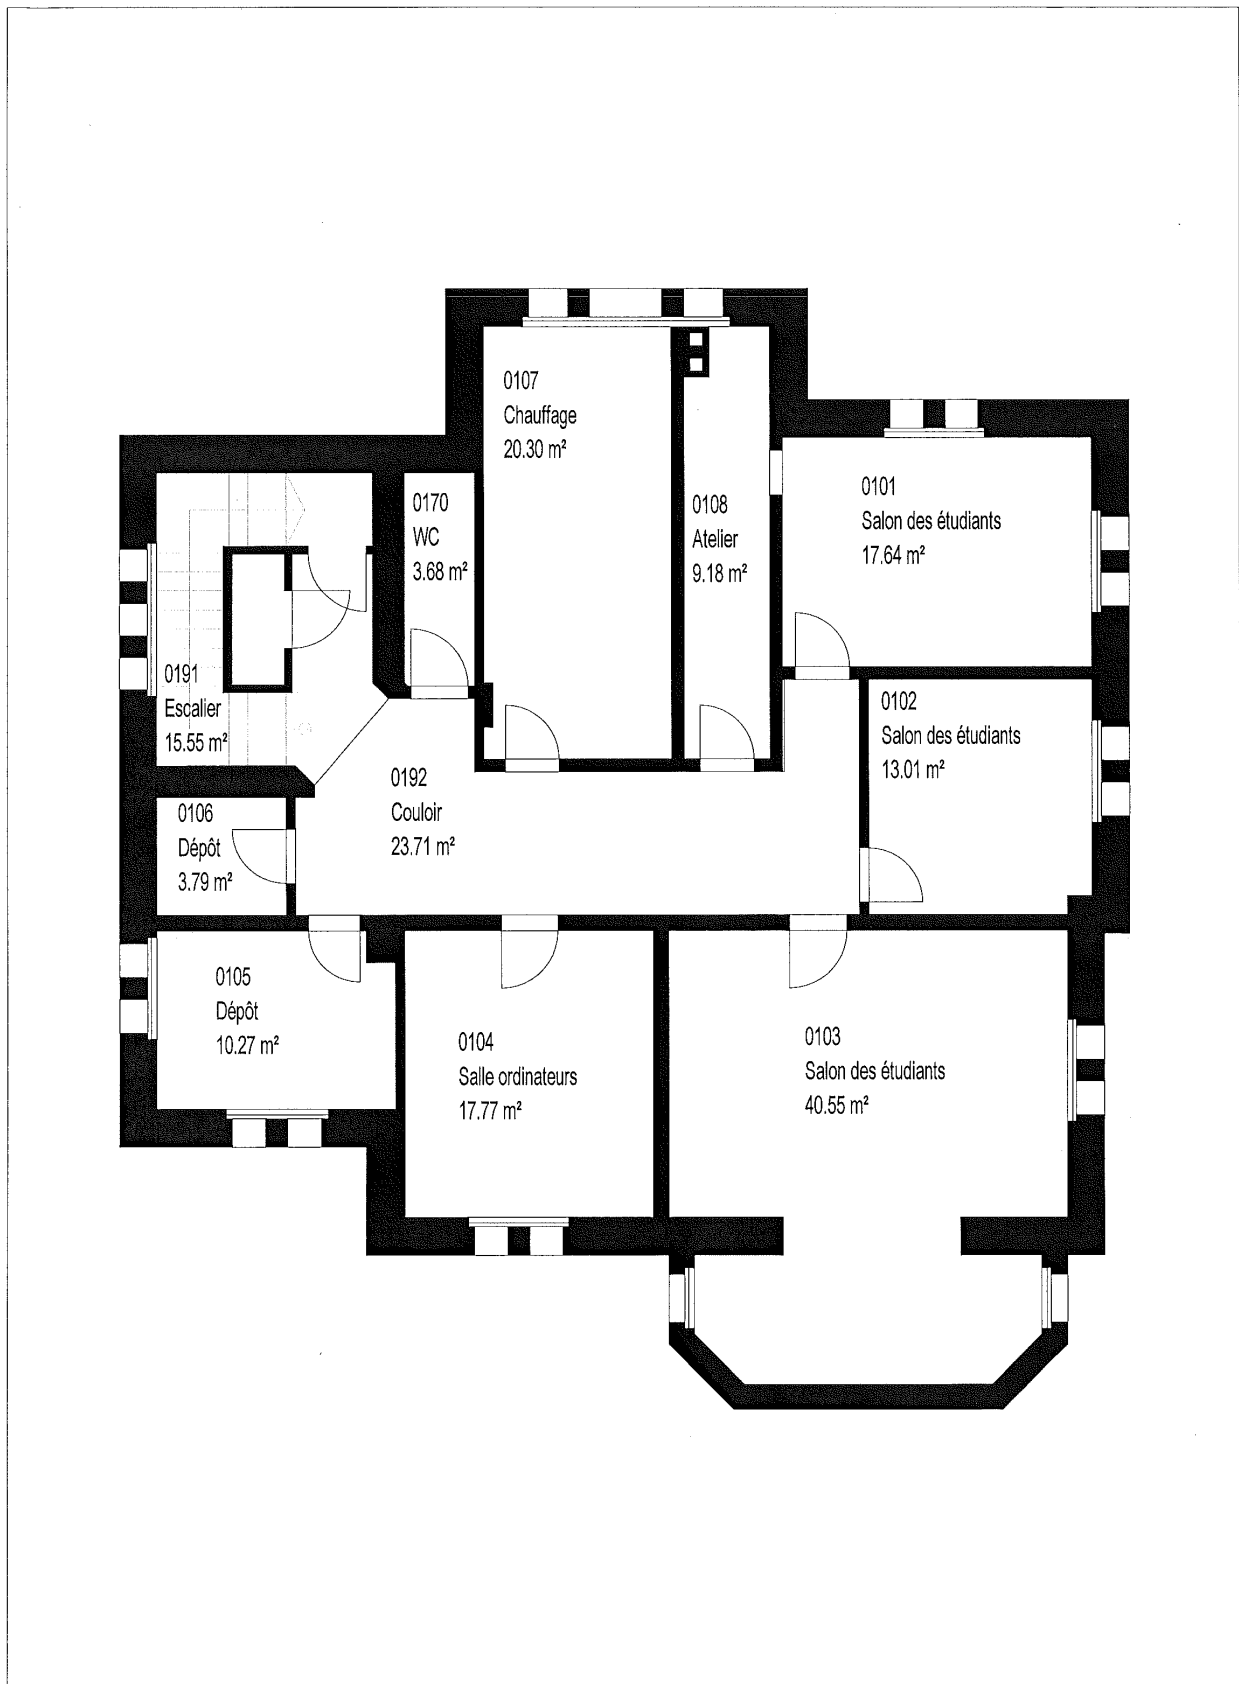 0107
Chauffage
20.30 m²
0170
WC
3.68 m²
0108
Atelier
9.18 m²
0101
Salon des étudiants
17.64 m²
0191
Escalier
15.55 m²
0102
Salon des étudiants
13.01 m²
0192
Couloir
23.71 m²
0106
Dépôt
3.79 m²
0105
Dépôt
10.27 m²
0104
Salle ordinateurs
17.77 m²
0103
Salon des étudiants
40.55 m²